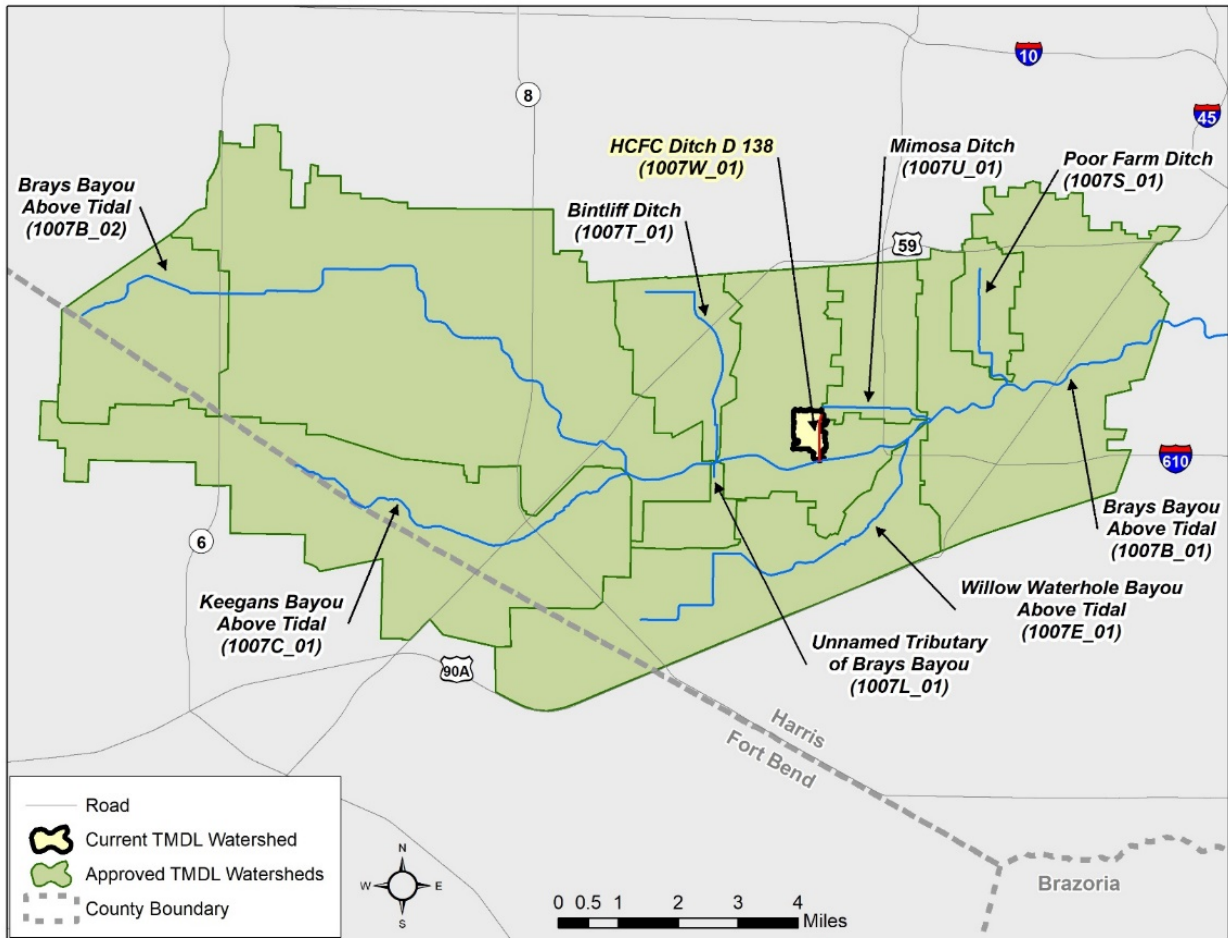 10
45
8
HCFC Ditch D 138
(1007W_01)
Mimosa Ditch
(1007U_01)
Poor Farm Ditch
(1007S_01)
Brays Bayou
Above Tidal
(1007B_02)
Bintliff Ditch
(1007T_01)
59
610
6
Brays Bayou
Above Tidal
(1007B_01)
Keegans Bayou
Above Tidal
(1007C_01)
Willow Waterhole Bayou
Above Tidal
(1007E_01)
90A
Unnamed Tributary
of Brays Bayou
(1007L_01)
Harris
Fort Bend
Brazoria
Road
Current TMDL Watershed
Approved TMDL Watersheds
County Boundary
N
W E
S
0 0.5 1 2 3 4
Miles